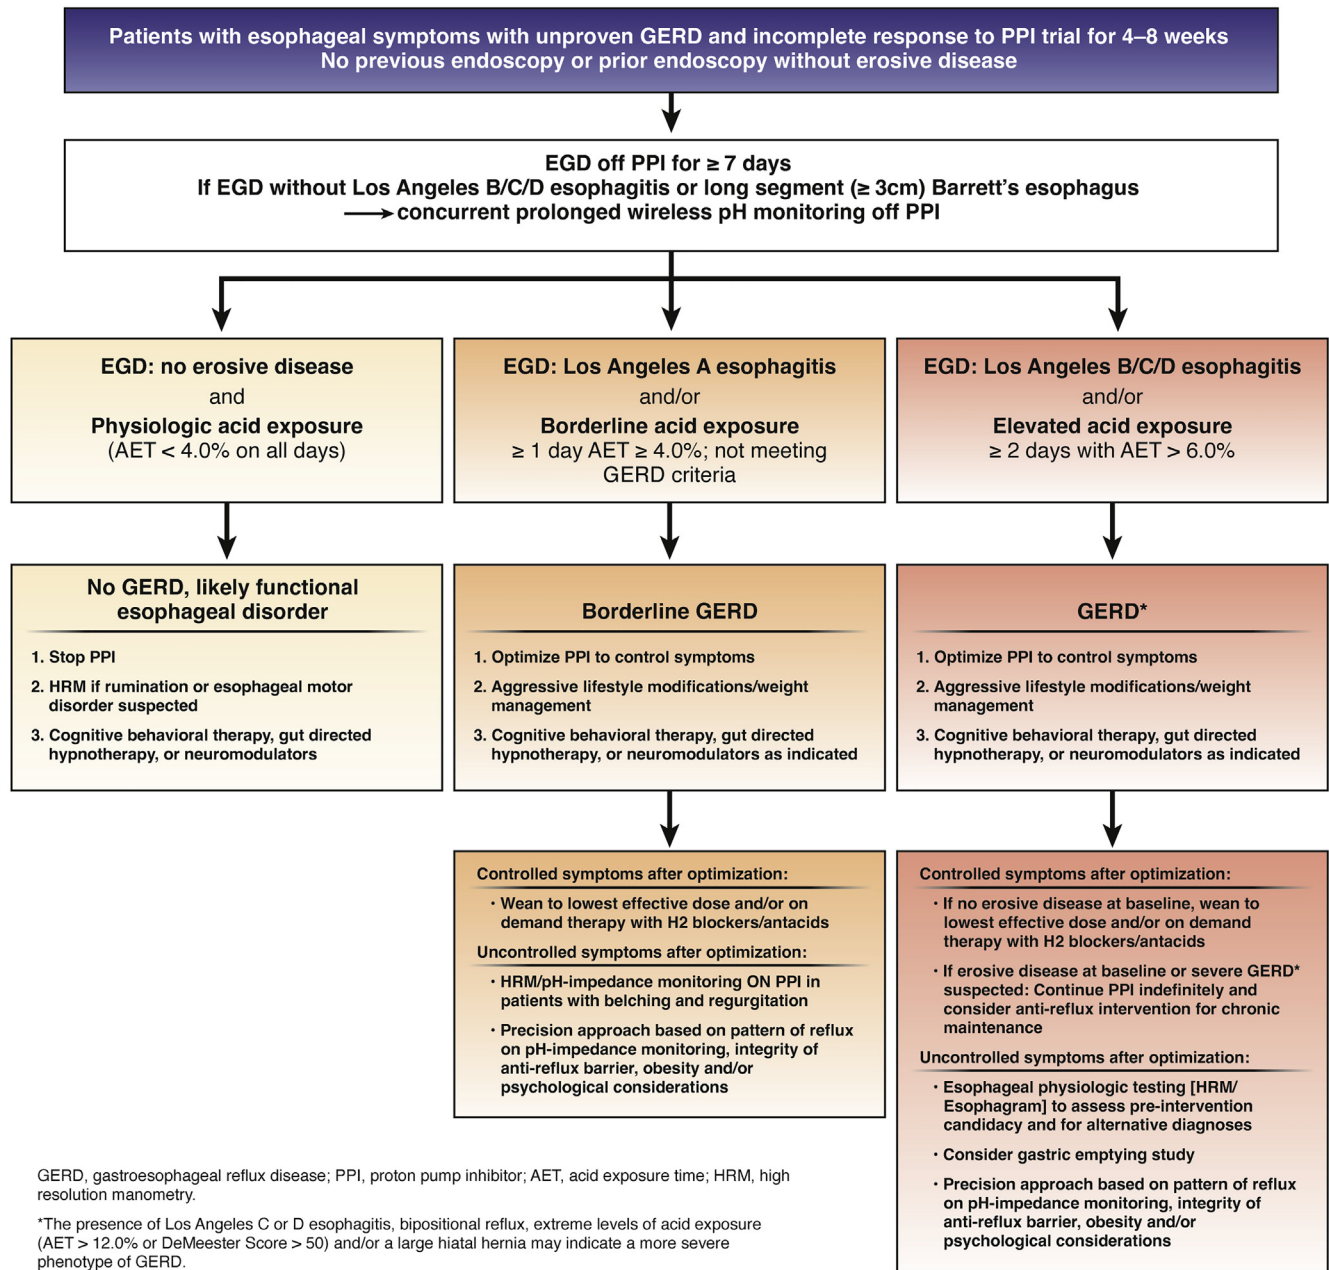 Patients with esophageal symptoms with unproven GERD and incomplete response to PPI trial for 4–8 weeks
No previous endoscopy or prior endoscopy without erosive disease
EGD off PPI for ≥ 7 days
If EGD without Los Angeles B/C/D esophagitis or long segment (≥ 3cm) Barrett’s esophagus
concurrent prolonged wireless pH monitoring off PPI
EGD: no erosive disease
and
Physiologic acid exposure
(AET < 4.0% on all days)
EGD: Los Angeles A esophagitis
and/or
Borderline acid exposure
≥ 1 day AET ≥ 4.0%; not meeting
GERD criteria
EGD: Los Angeles B/C/D esophagitis
and/or
Elevated acid exposure
≥ 2 days with AET > 6.0%
No GERD, likely functional
esophageal disorder
1. Stop PPI
2. HRM if rumination or esophageal motor
disorder suspected
3. Cognitive behavioral therapy, gut directed
hypnotherapy, or neuromodulators
Borderline GERD
1. Optimize PPI to control symptoms
2. Aggressive lifestyle modifications/weight
management
3. Cognitive behavioral therapy, gut directed
hypnotherapy, or neuromodulators as indicated
GERD*
1. Optimize PPI to control symptoms
2. Aggressive lifestyle modifications/weight
management
3. Cognitive behavioral therapy, gut directed
hypnotherapy, or neuromodulators as indicated
Controlled symptoms after optimization:
· Wean to lowest effective dose and/or on
demand therapy with H2 blockers/antacids
Uncontrolled symptoms after optimization:
· HRM/pH-impedance monitoring ON PPI in
patients with belching and regurgitation
· Precision approach based on pattern of reflux
on pH-impedance monitoring, integrity of
anti-reflux barrier, obesity and/or
psychological considerations
Controlled symptoms after optimization:
· If no erosive disease at baseline, wean to
lowest effective dose and/or on demand
therapy with H2 blockers/antacids
· If erosive disease at baseline or severe GERD*
suspected: Continue PPI indefinitely and
consider anti-reflux intervention for chronic
maintenance
Uncontrolled symptoms after optimization:
· Esophageal physiologic testing [HRM/
Esophagram] to assess pre-intervention
candidacy and for alternative diagnoses
· Consider gastric emptying study
· Precision approach based on pattern of reflux
on pH-impedance monitoring, integrity of
anti-reflux barrier, obesity and/or
psychological considerations
GERD, gastroesophageal reflux disease; PPI, proton pump inhibitor; AET, acid exposure time; HRM, high
resolution manometry.
*The presence of Los Angeles C or D esophagitis, bipositional reflux, extreme levels of acid exposure
(AET > 12.0% or DeMeester Score > 50) and/or a large hiatal hernia may indicate a more severe
phenotype of GERD.